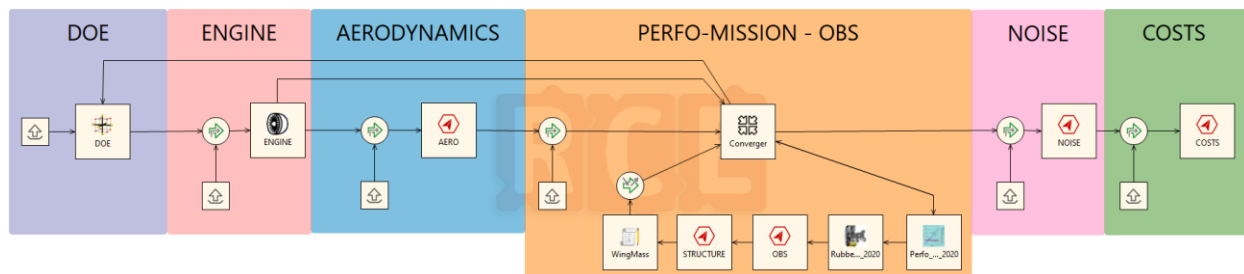 DOE
ENGINE
AERODYNAMICS
PERFO-MISSION - OBS
NOISE
COSTS
DOE
ENGINE
AERO
Converger
NOISE
COSTS
WingMass
STRUCTURE
OBS
Rubbe..._2020
Perfo_..._2020
RCL